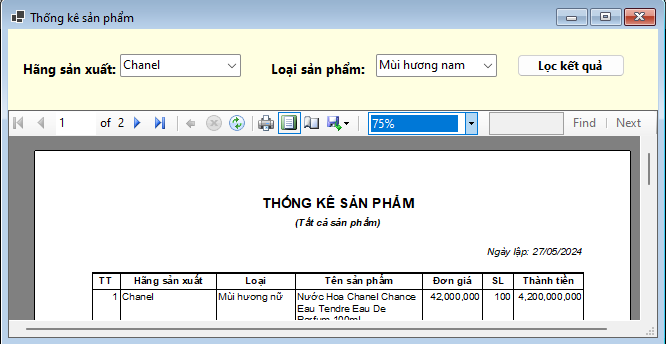 Thống kê sản phẩm
Hãng sản xuất: Chanel Loại sản phẩm: Mùi hương nam Lọc kết quả
1 of 2 75% Find | Next
THỐNG KÊ SẢN PHẨM
(Tất cả sản phẩm)
Ngày lập: 27/05/2024
TT Hãng sản xuất Loại Tên sản phẩm Đơn giá SL Thành tiền
1 Chanel Mùi hương nữ Nước Hoa Chanel Chance 42,000,000 100 4,200,000,000
Eau Tendre Eau De
Parfum 100ml